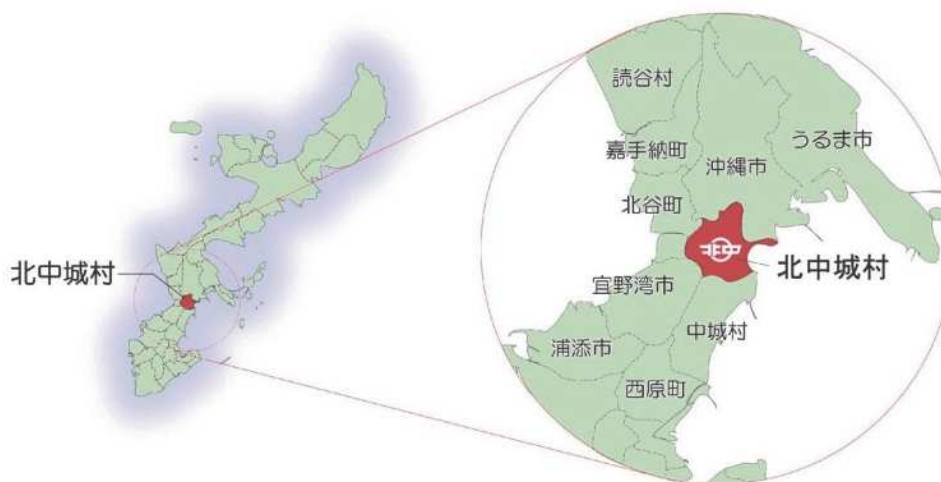 北中城村
読谷村
うるま市
嘉手納町
沖縄市
北谷町
北中
北中城村
宜野湾市
中城村
浦添市
西原町